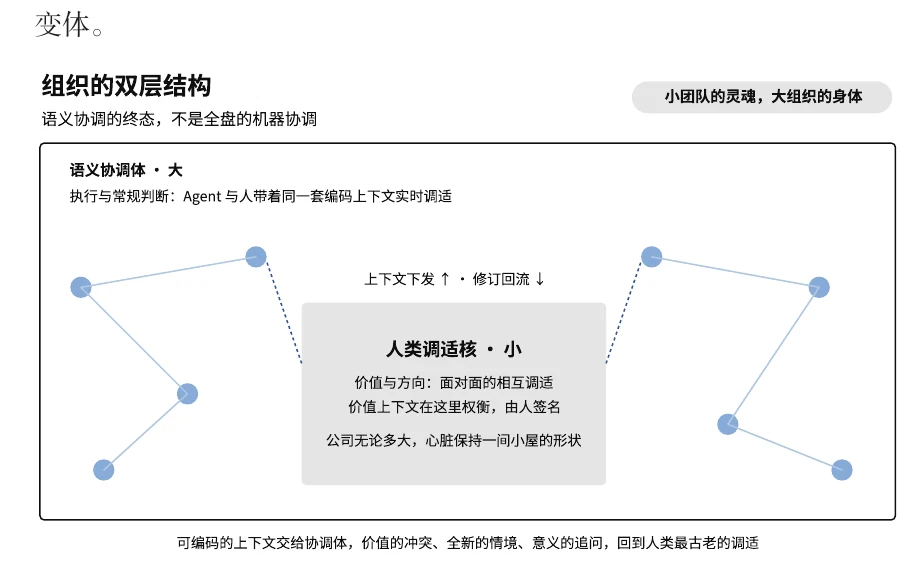 变体。
组织的双层结构
小团队的灵魂，大组织的身体
语义协调的终态，不是全盘的机器协调
语义协调体 · 大
执行与常规判断：Agent 与人带着同一套编码上下文实时调适
上下文下发 ↑ · 修订回流 ↓
人类调适核 · 小
价值与方向：面对面的相互调适
价值上下文在这里权衡，由人签名
公司无论多大，心脏保持一间小屋的形状
可编码的上下文交给协调体，价值的冲突、全新的情境、意义的追问，回到人类最古老的调适